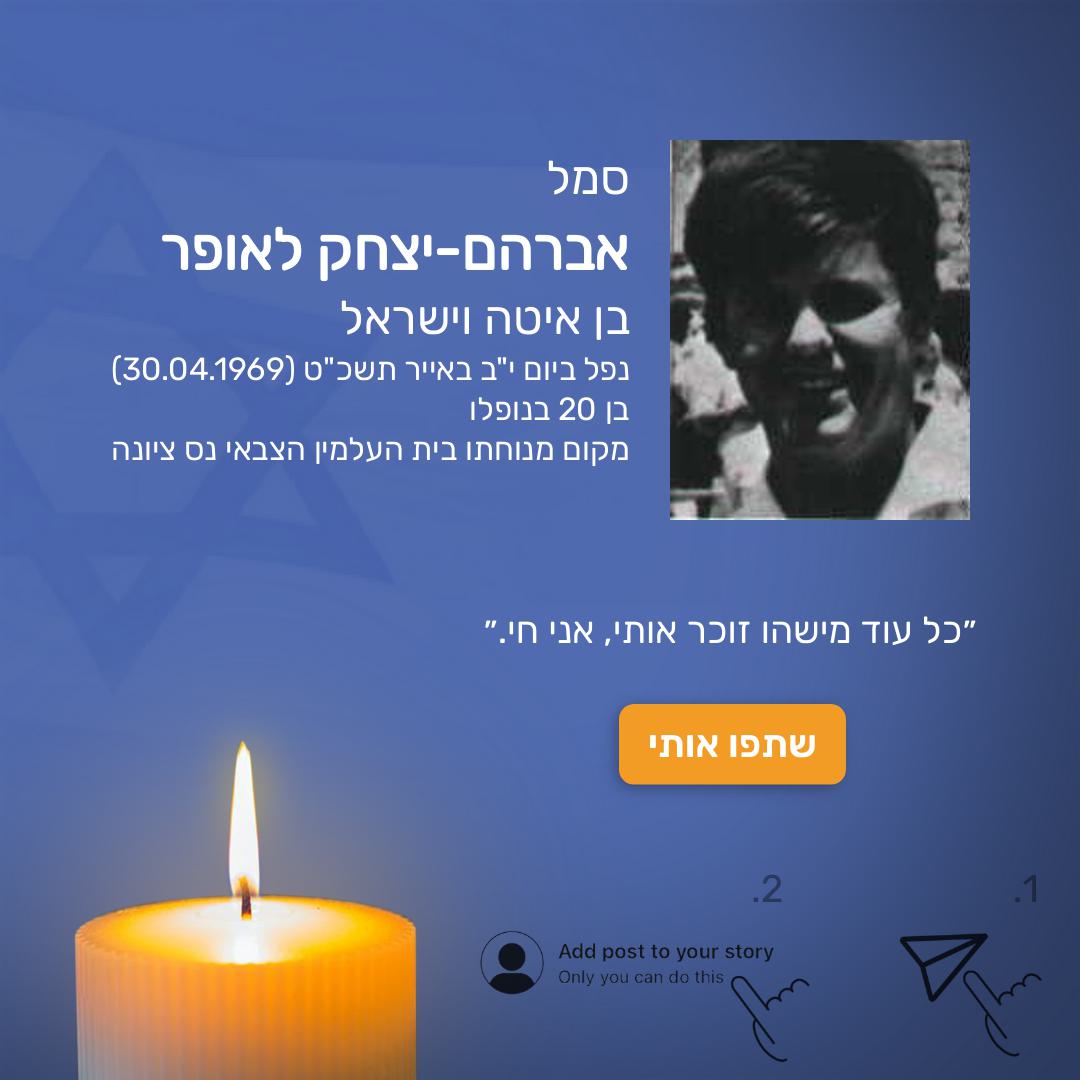 סמל
אברהם-יצחק לאופר
בן איטה וישראל
נפל ביום י"ב באייר תשכ"ט (30.04.1969)
בן 20 בנופלו
מקום מנוחתו בית העלמין הצבאי נס ציונה
״כל עוד מישהו זוכר אותי, אני חי.״
שתפו אותי
.1
.2
Add post to your story
Only you can do this